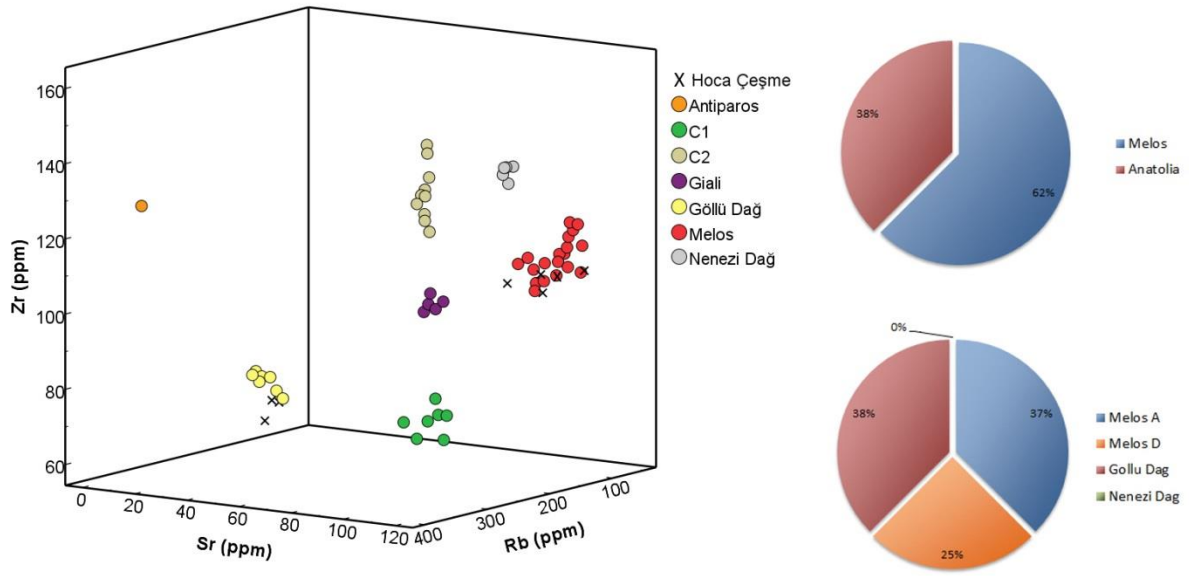 160
140
120
100
80
60
Zr (ppm)
0
20
40
60
80
100
120
Sr (ppm)
400
300
200
100
Rb (ppm)
X Hoca Çeşme
Antiparos
C1
C2
Giali
Göllü Dağ
Melos
Nenezi Dağ
38%
62%
Melos
Anatolia
0%
38%
37%
25%
Melos A
Melos D
Gollu Dag
Nenezi Dag